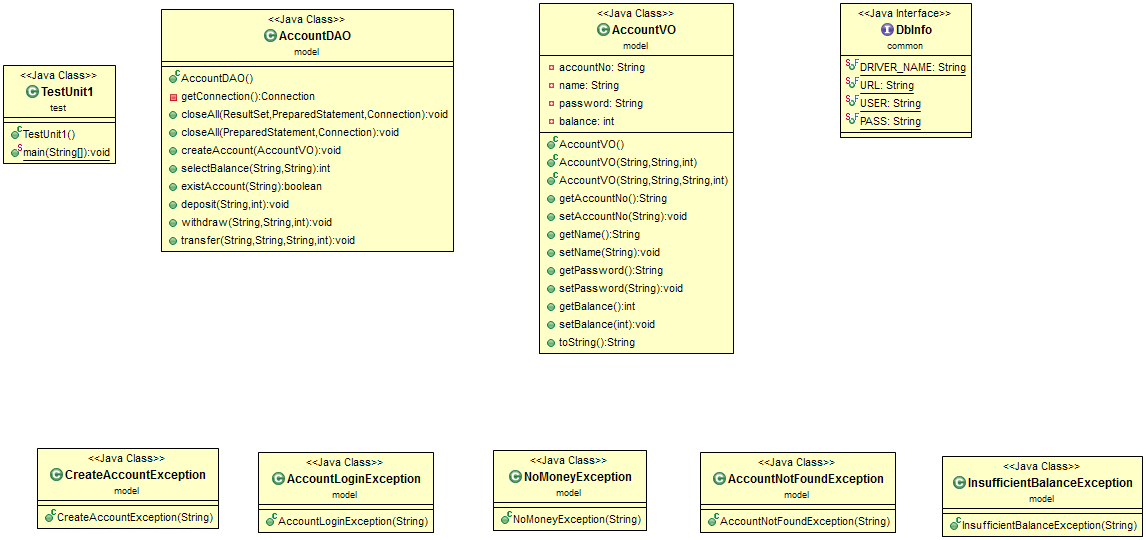 <<Java Class>>
TestUnit1
test
TestUnit1()
main(String[]):void
<<Java Class>>
AccountDAO
model
AccountDAO()
getConnection():Connection
closeAll(ResultSet,PreparedStatement,Connection):void
closeAll(PreparedStatement,Connection):void
createAccount(AccountVO):void
selectBalance(String,String):int
existAccount(String):boolean
deposit(String,int):void
withdraw(String,String,int):void
transfer(String,String,String,int):void
<<Java Class>>
AccountVO
model
accountNo: String
name: String
password: String
balance: int
AccountVO()
AccountVO(String,String,int)
AccountVO(String,String,String,int)
getAccountNo():String
setAccountNo(String):void
getName():String
setName(String):void
getPassword():String
setPassword(String):void
getBalance():int
setBalance(int):void
toString():String
<<Java Interface>>
DbInfo
common
DRIVER_NAME: String
URL: String
USER: String
PASS: String
<<Java Class>>
CreateAccountException
model
CreateAccountException(String)
<<Java Class>>
AccountLoginException
model
AccountLoginException(String)
<<Java Class>>
NoMoneyException
model
NoMoneyException(String)
<<Java Class>>
AccountNotFoundException
model
AccountNotFoundException(String)
<<Java Class>>
InsufficientBalanceException
model
InsufficientBalanceException(String)